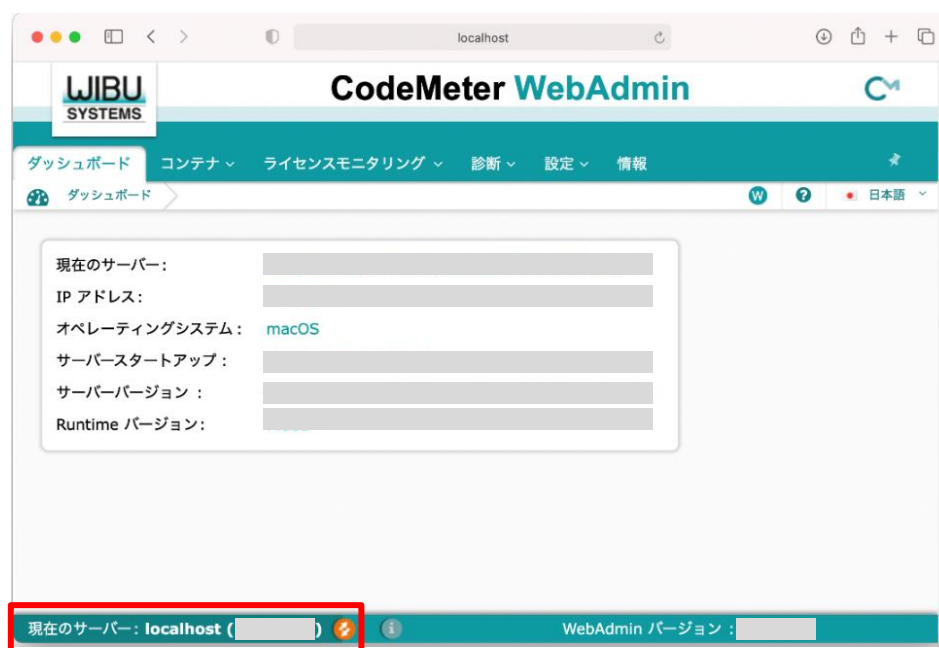 localhost
WIBU
SYSTEMS
CodeMeter WebAdmin
CM
ダッシュボード コンテナ ライセンスモニタリング 診断 設定 情報
ダッシュボード W ? 日本語
現在のサーバー:
IP アドレス:
オペレーティングシステム: macOS
サーバースタートアップ:
サーバーバージョン :
Runtime バージョン:
現在のサーバー: localhost ( ) i WebAdmin バージョン :